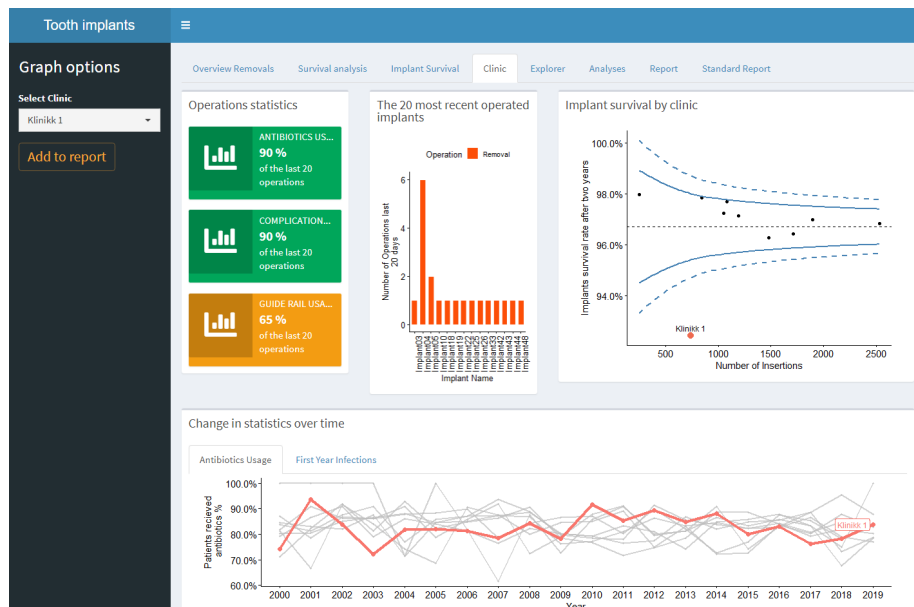 Tooth implants
Graph options
Select Clinic
Klinikk 1
Add to report
Overview Removals
Survival analysis
Implant Survival
Clinic
Explorer
Analyses
Report
Standard Report
Operations statistics
ANTIBIOTICS US...
90 %
of the last 20
operations
COMPLICATION...
90 %
of the last 20
operations
GUIDE RAIL USA...
65 %
of the last 20
operations
The 20 most recent operated
implants
Operation
Removal
Number of Operations last
20 days
6
4
2
0
Implant03
Implant04
Implant05
Implant10
Implant18
Implant19
Implant22
Implant25
Implant26
Implant33
Implant42
Implant43
Implant44
Implant48
Implant Name
Implant survival by clinic
Implants survival rate after two years
100.0%
98.0%
96.0%
94.0%
Klinikk 1
500
1000
1500
2000
2500
Number of Insertions
Change in statistics over time
Antibiotics Usage
First Year Infections
Patients recieved
antibiotics %
100.0%
90.0%
80.0%
70.0%
60.0%
Klinikk 1
2000 2001 2002 2003 2004 2005 2006 2007 2008 2009 2010 2011 2012 2013 2014 2015 2016 2017 2018 2019
Year